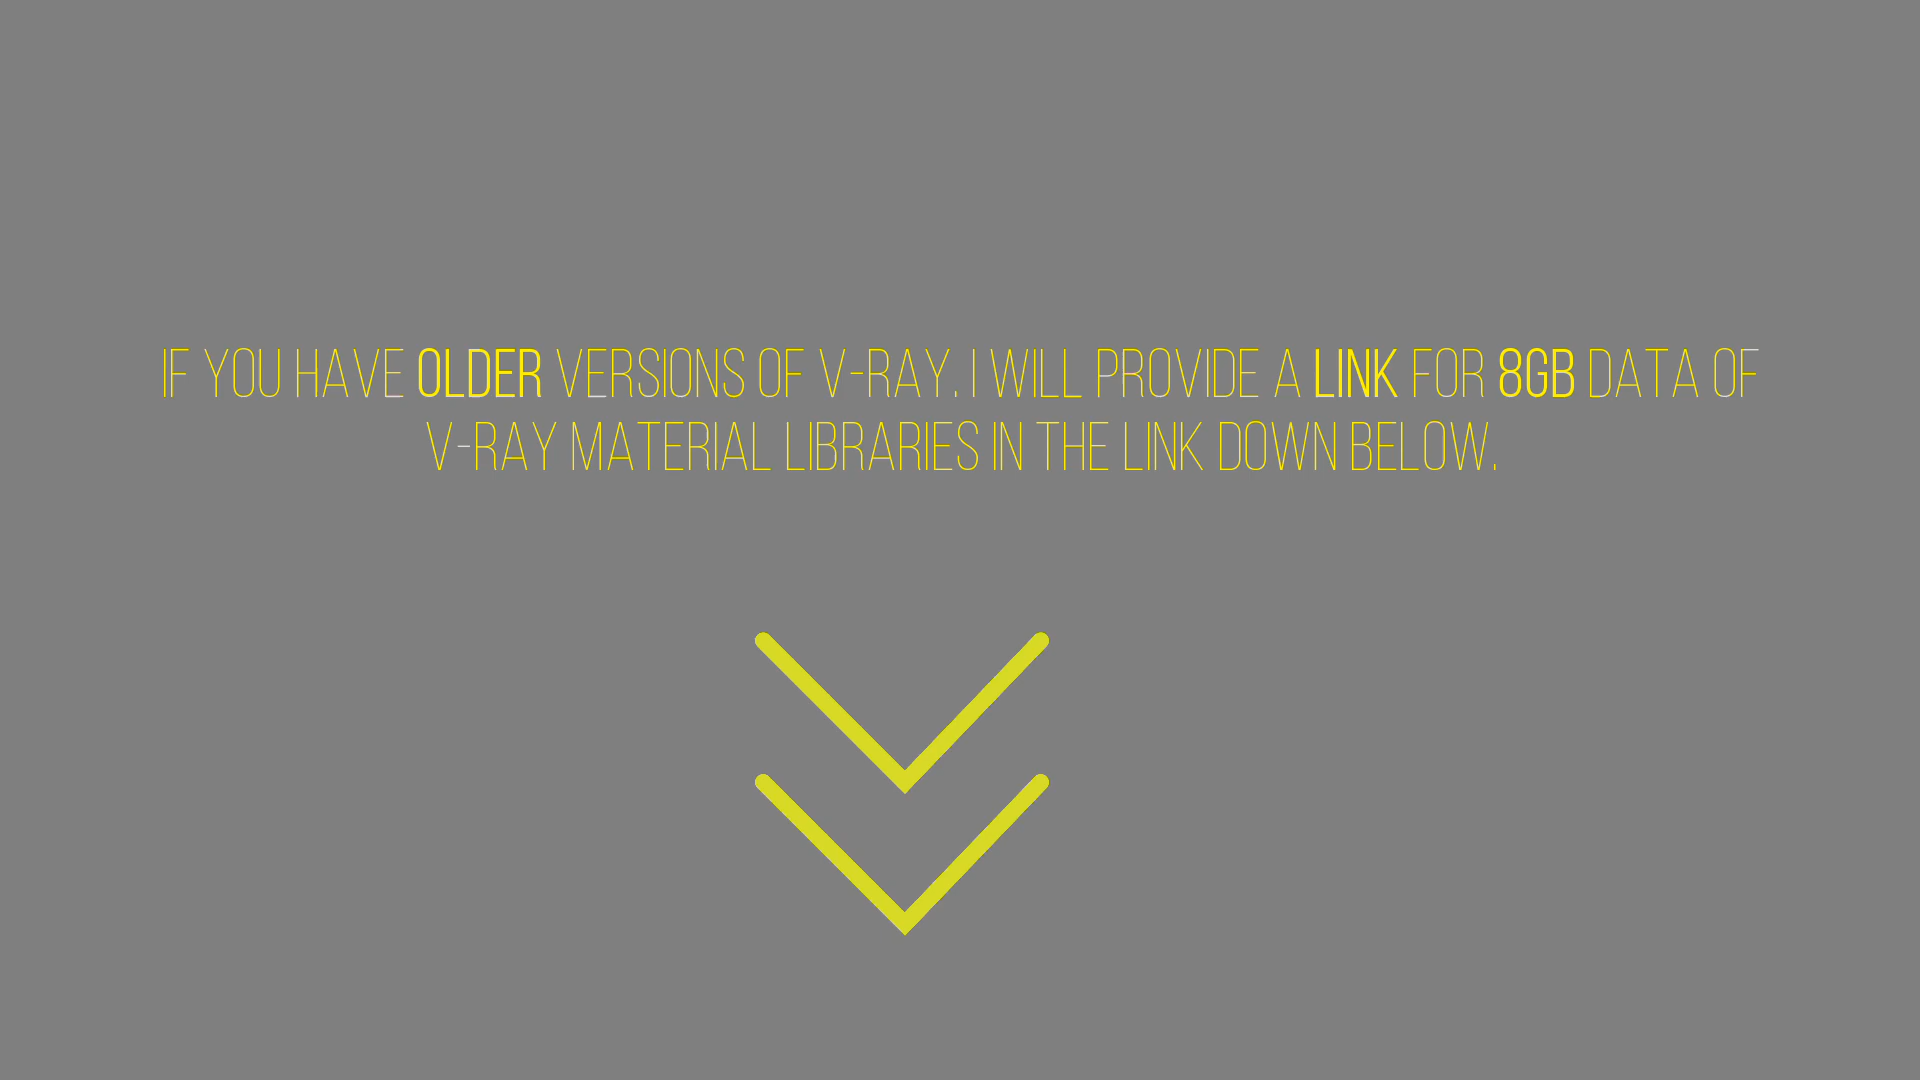 IF YOU HAVE OLDER VERSIONS OF V-RAY. I WILL PROVIDE A LINK FOR 8GB DATA OF
V-RAY MATERIAL LIBRARIES IN THE LINK DOWN BELOW.